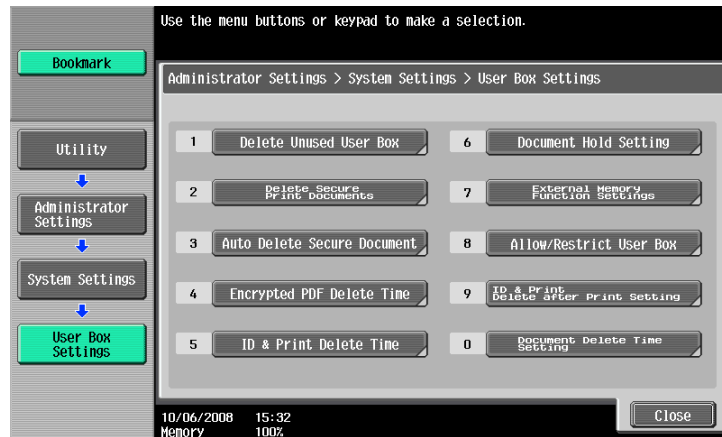 Use the menu buttons or keypad to make a selection.
Bookmark
Administrator Settings > System Settings > User Box Settings
Utility
Administrator
Settings
System Settings
User Box
Settings
1 Delete Unused User Box
2 Delete Secure
Print Documents
3 Auto Delete Secure Document
4 Encrypted PDF Delete Time
5 ID & Print Delete Time
6 Document Hold Setting
7 External Memory
Function Settings
8 Allow/Restrict User Box
9 ID & Print
Delete after Print Setting
0 Document Delete Time
Setting
10/06/2008 15:32
Memory 100%
Close